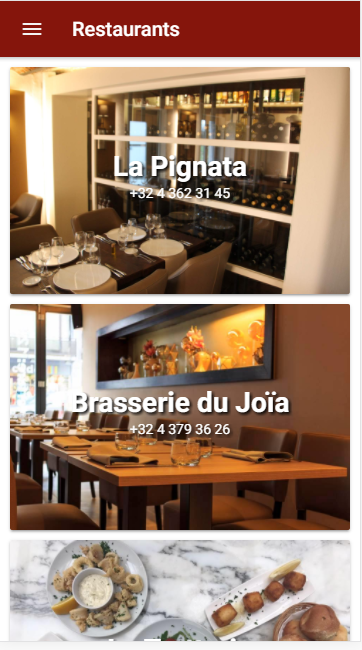 Restaurants
La Pignata
+32 4 362 31 45
Brasserie du Joïa
+32 4 379 36 26